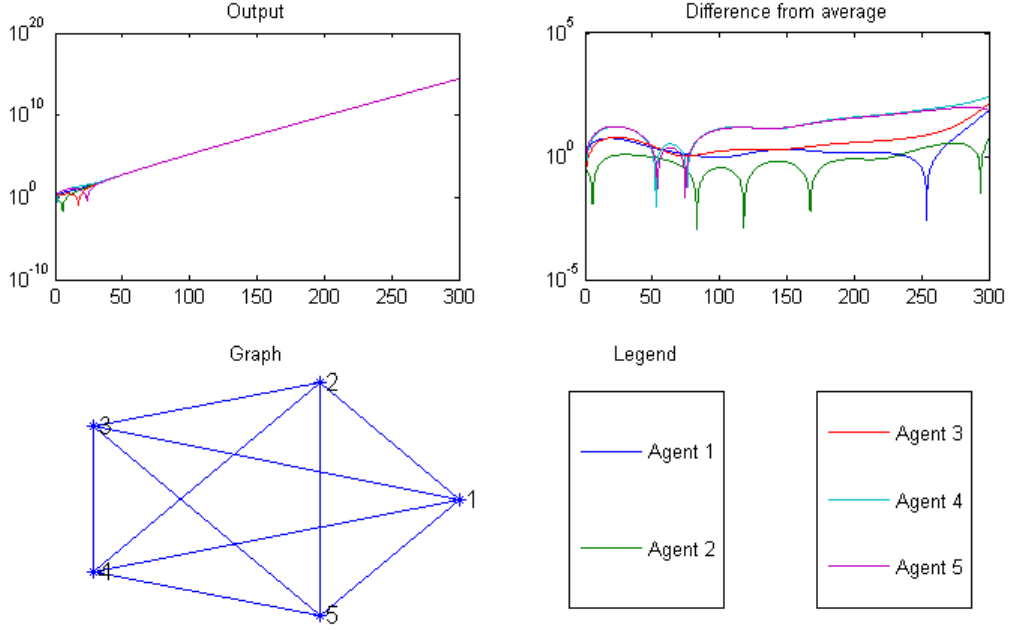 Output
10^20
10^10
10^0
10^-10
0 50 100 150 200 250 300
Difference from average
10^5
10^0
10^-5
0 50 100 150 200 250 300
Graph
2
3
1
4
5
Legend
Agent 1
Agent 2
Agent 3
Agent 4
Agent 5